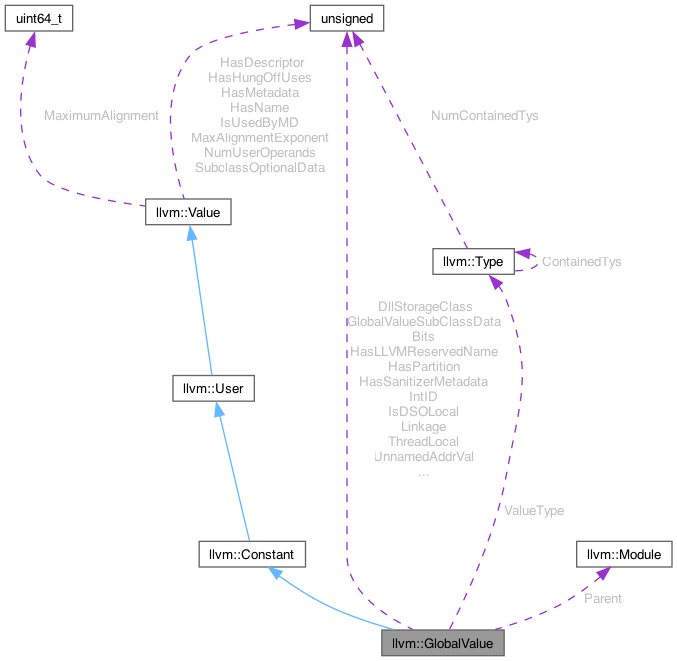 uint64_t
unsigned
HasDescriptor
HasHungOffUses
HasMetadata
HasName
IsUsedByMD
MaxAlignmentExponent
NumUserOperands
SubclassOptionalData
MaximumAlignment
NumContainedTys
llvm::Value
llvm::Type
ContainedTys
DllStorageClass
GlobalValueSubClassData
Bits
HasLLVMReservedName
HasPartition
HasSanitizerMetadata
IntID
IsDSOLocal
Linkage
ThreadLocal
UnnamedAddrVal
...
llvm::User
ValueType
llvm::Constant
llvm::Module
Parent
llvm::GlobalValue